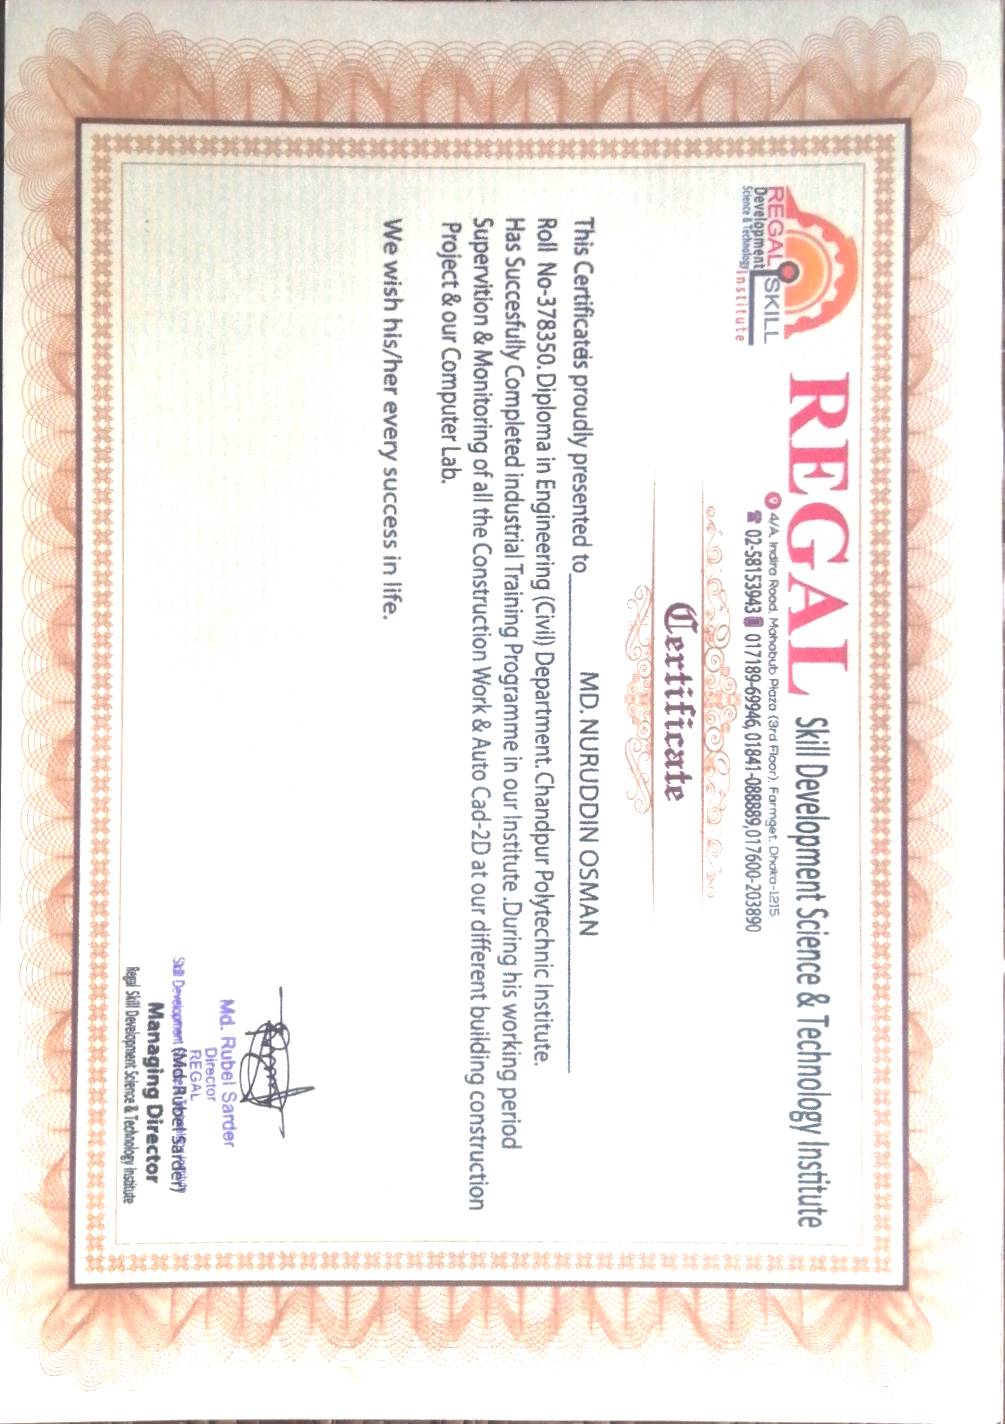 REGAL Skill Development Science & Technology Institute
REGAL SKILL
Development
Science & Technology Institute
4/A, Indira Road, Mahabub Plaza (3rd Floor), Farmget, Dhaka-1215
02-58153943 017189-69946, 01841-088889,017600-203890
Certificate
This Certificateis proudly presented to MD. NURUDDIN OSMAN
Roll No-378350. Diploma in Engineering (Civil) Department. Chandpur Polytechnic Institute.
Has Succesfully Completed industrial Training Programme in our Institute .During his working period
Supervition & Monitoring of all the Construction Work & Auto Cad-2D at our different building construction
Project & our Computer Lab.
We wish his/her every success in life.
Md. Rubel Sarder
Director
REGAL
Skill Development
(Md. Rubel Sarder)
Managing Director
Regal Skill Development Science & Technology Institute